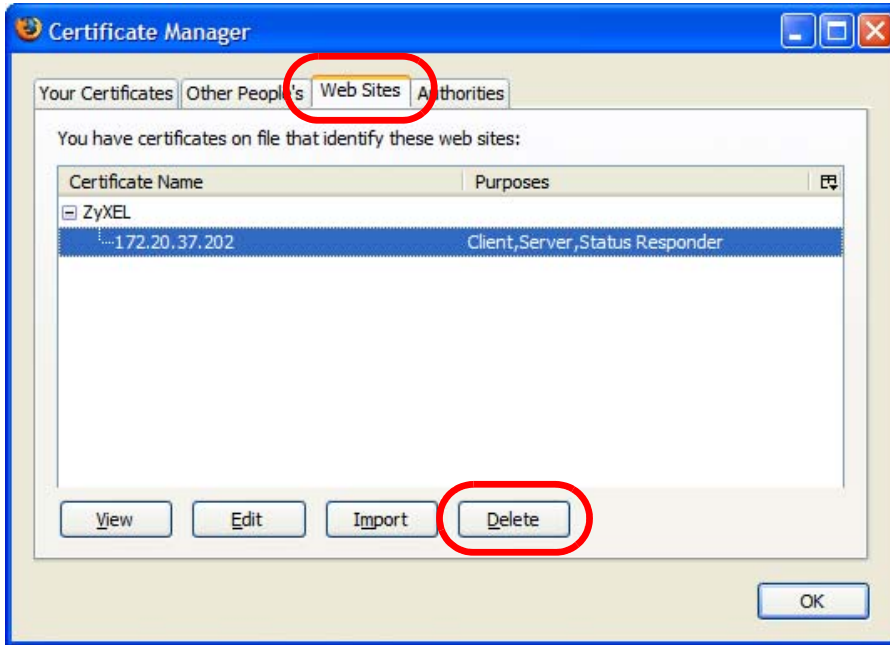 Certificate Manager
Your Certificates Other People's Web Sites Authorities
You have certificates on file that identify these web sites:
Certificate Name Purposes
ZyXEL
172.20.37.202 Client,Server,Status Responder
View Edit Import Delete
OK